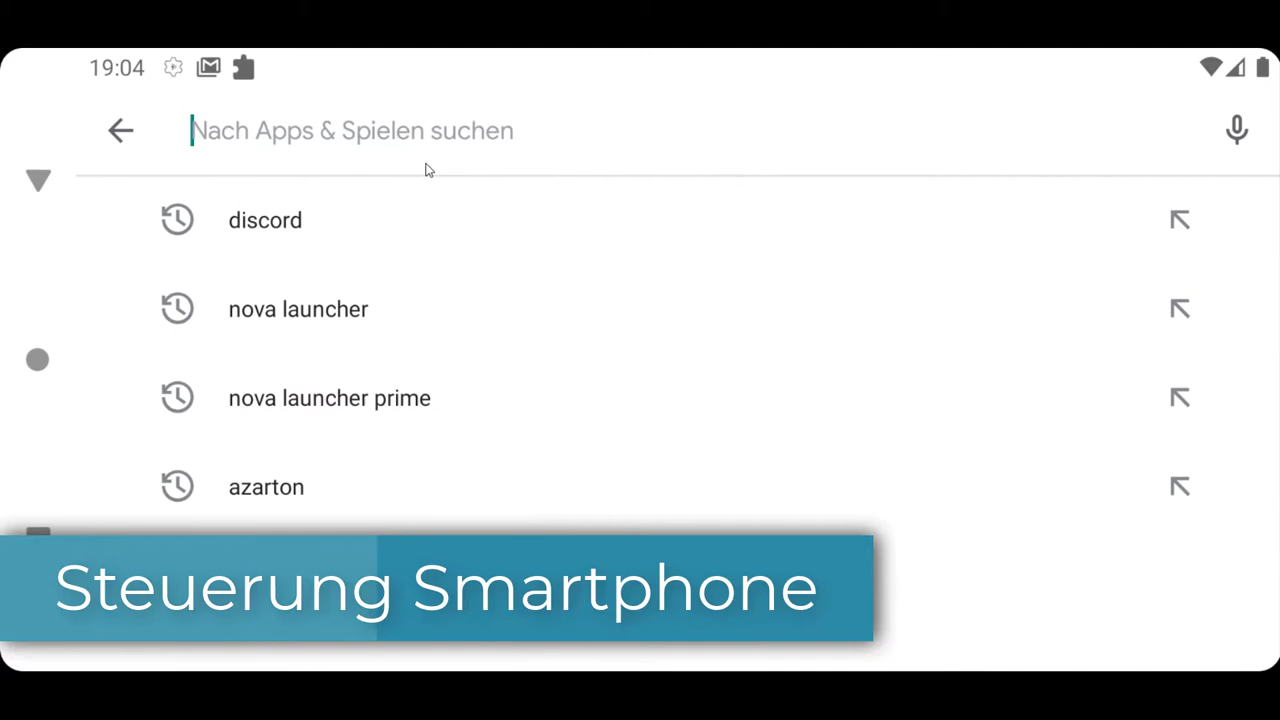 19:04
Nach Apps & Spielen suchen
discord
nova launcher
nova launcher prime
azarton
Steuerung Smartphone